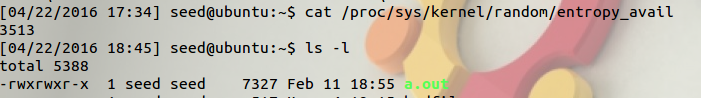 [04/22/2016 17:34] seed@ubuntu:~$ cat /proc/sys/kernel/random/entropy_avail
3513
[04/22/2016 18:45] seed@ubuntu:~$ ls -l
total 5388
-rwxrwxr-x  1 seed seed    7327 Feb 11 18:55 a.out